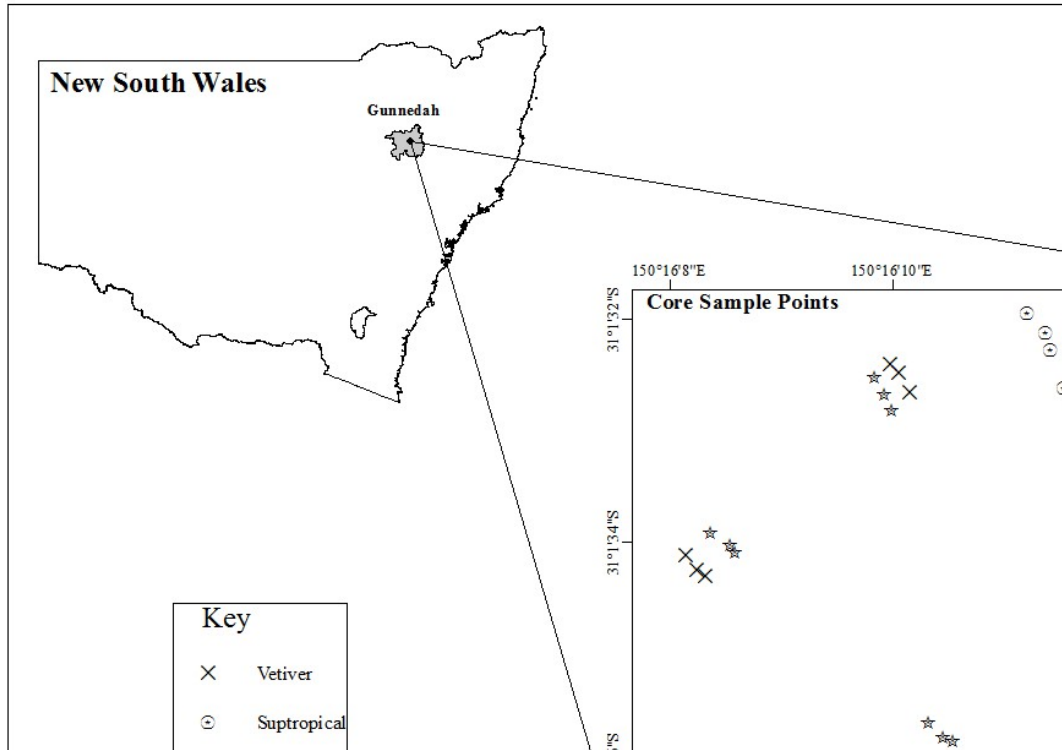 New South Wales
Gunnedah
150°16'8"E
150°16'10"E
Core Sample Points
31°1'32"S
31°1'34"S
Key
Vetiver
Suptropical